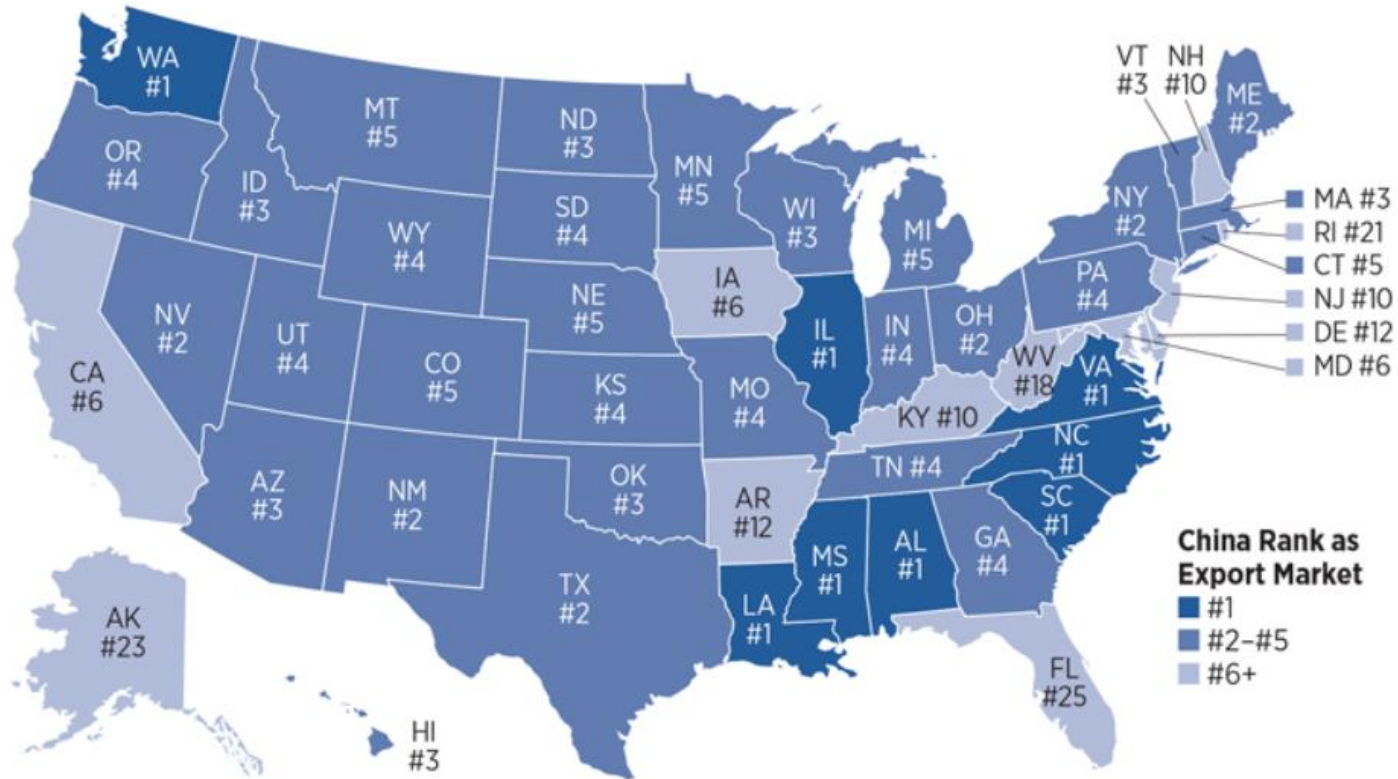 WA
#1
OR
#4
ID
#3
MT
#5
ND
#3
MN
#5
SD
#4
WY
#4
WI
#3
MI
#5
VT
#3
NH
#10
ME
#2
NY
#2
MA #3
RI #21
CT #5
NJ #10
DE #12
MD #6
PA
#4
IA
#6
NE
#5
NV
#2
UT
#4
CO
#5
CA
#6
KS
#4
MO
#4
IL
#1
IN
#4
OH
#2
WV
#18
VA
#1
KY #10
NC
#1
TN #4
SC
#1
AZ
#3
NM
#2
OK
#3
AR
#12
TX
#2
LA
#1
MS
#1
AL
#1
GA
#4
FL
#25
AK
#23
HI
#3
China Rank as
Export Market
#1
#2–#5
#6+